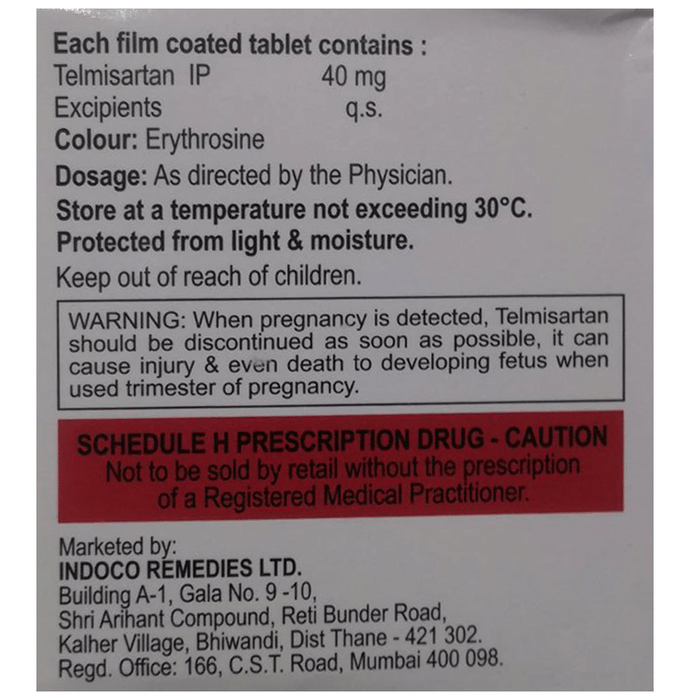 Each film coated tablet contains :
Telmisartan IP 40 mg
Excipients q.s.
Colour: Erythrosine
Dosage: As directed by the Physician.
Store at a temperature not exceeding 30°C.
Protected from light & moisture.
Keep out of reach of children.
WARNING: When pregnancy is detected, Telmisartan
should be discontinued as soon as possible, it can
cause injury & even death to developing fetus when
used trimester of pregnancy.
SCHEDULE H PRESCRIPTION DRUG - CAUTION
Not to be sold by retail without the prescription
of a Registered Medical Practitioner.
Marketed by:
INDOCO REMEDIES LTD.
Building A-1, Gala No. 9 -10,
Shri Arihant Compound, Reti Bunder Road,
Kalher Village, Bhiwandi, Dist Thane - 421 302.
Regd. Office: 166, C.S.T. Road, Mumbai 400 098.